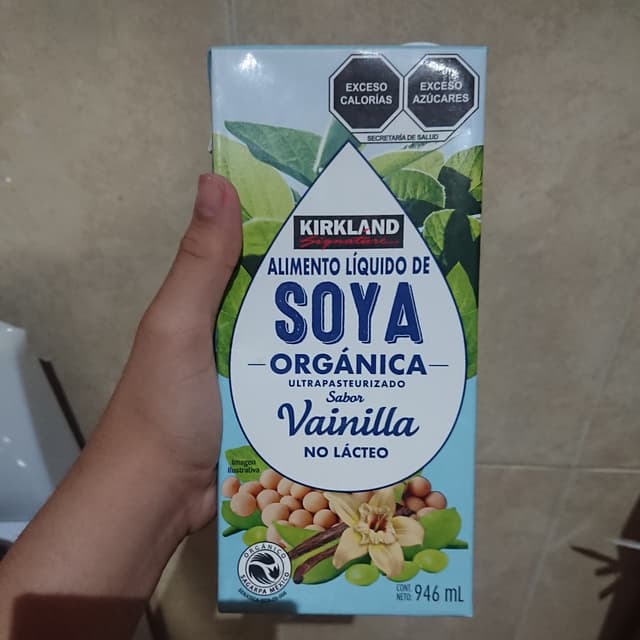 EXCESO CALORÍAS
EXCESO AZÚCARES
SECRETARÍA DE SALUD
KIRKLAND
Signature
ALIMENTO LÍQUIDO DE
SOYA
ORGÁNICA
ULTRAPASTEURIZADO
Sabor
Vainilla
NO LÁCTEO
Imagen
Ilustrativa
ORGÁNICO
SAGARPA MÉXICO
CONT.
NETO: 946 mL